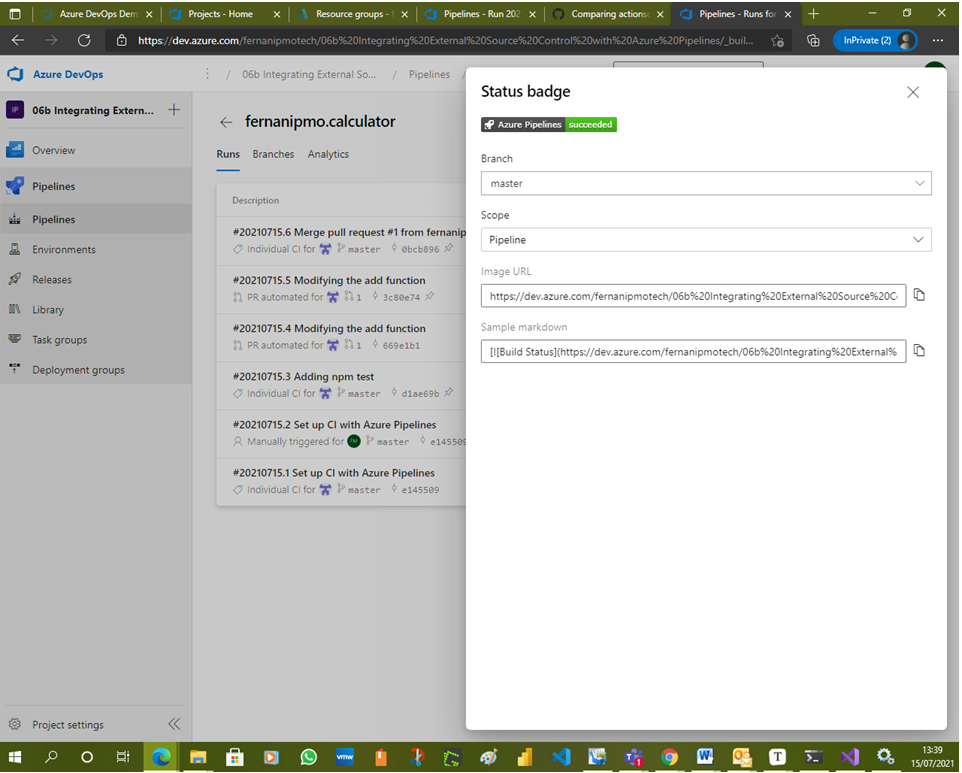 Azure DevOps Dem
Projects - Home
Resource groups -
Pipelines - Run 202
Comparing actions
Pipelines - Runs for
https://dev.azure.com/fernanipmotech/06b%20Integrating%20External%20Source%20Control%20with%20Azure%20Pipelines/_buil...
InPrivate (2)
Azure DevOps
/ 06b Integrating External So... / Pipelines /
IP 06b Integrating Extern...
Overview
Pipelines
Pipelines
Environments
Releases
Library
Task groups
Deployment groups
Project settings
fernanipmo.calculator
Runs Branches Analytics
Description
#20210715.6 Merge pull request #1 from fernanip
Individual CI for master 0bcb896
#20210715.5 Modifying the add function
PR automated for 1 3c80e74
#20210715.4 Modifying the add function
PR automated for 1 669e1b1
#20210715.3 Adding npm test
Individual CI for master d1ae69b
#20210715.2 Set up CI with Azure Pipelines
Manually triggered for master e145509
#20210715.1 Set up CI with Azure Pipelines
Individual CI for master e145509
Status badge
Azure Pipelines succeeded
Branch
master
Scope
Pipeline
Image URL
https://dev.azure.com/fernanipmotech/06b%20Integrating%20External%20Source%20Co
Sample markdown
[![Build Status](https://dev.azure.com/fernanipmotech/06b%20Integrating%20External%
vmw
T
13:39
15/07/2021